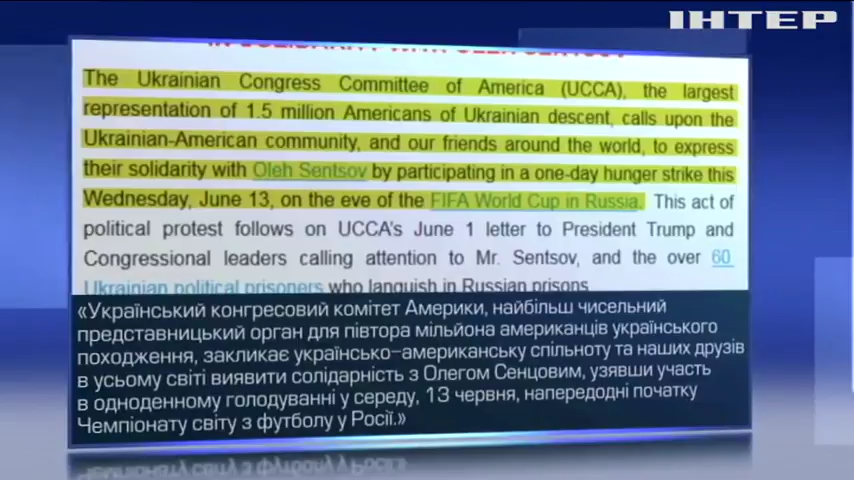 ІНТЕР
IN SOLIDARITY WITH OLEH SENTSOV
The Ukrainian Congress Committee of America (UCCA), the largest
representation of 1.5 million Americans of Ukrainian descent, calls upon the
Ukrainian-American community, and our friends around the world, to express
their solidarity with Oleh Sentsov by participating in a one-day hunger strike this
Wednesday, June 13, on the eve of the FIFA World Cup in Russia. This act of
political protest follows on UCCA's June 1 letter to President Trump and
Congressional leaders calling attention to Mr. Sentsov, and the over 60
Ukrainian political prisoners who languish in Russian prisons.
«Український конгресовий комітет Америки, найбільш чисельний
представницький орган для півтора мільйона американців українського
походження, закликає українсько-американську спільноту та наших друзів
в усьому світі виявити солідарність з Олегом Сенцовим, узявши участь
в одноденному голодуванні у середу, 13 червня, напередодні початку
Чемпіонату світу з футболу у Росії.»